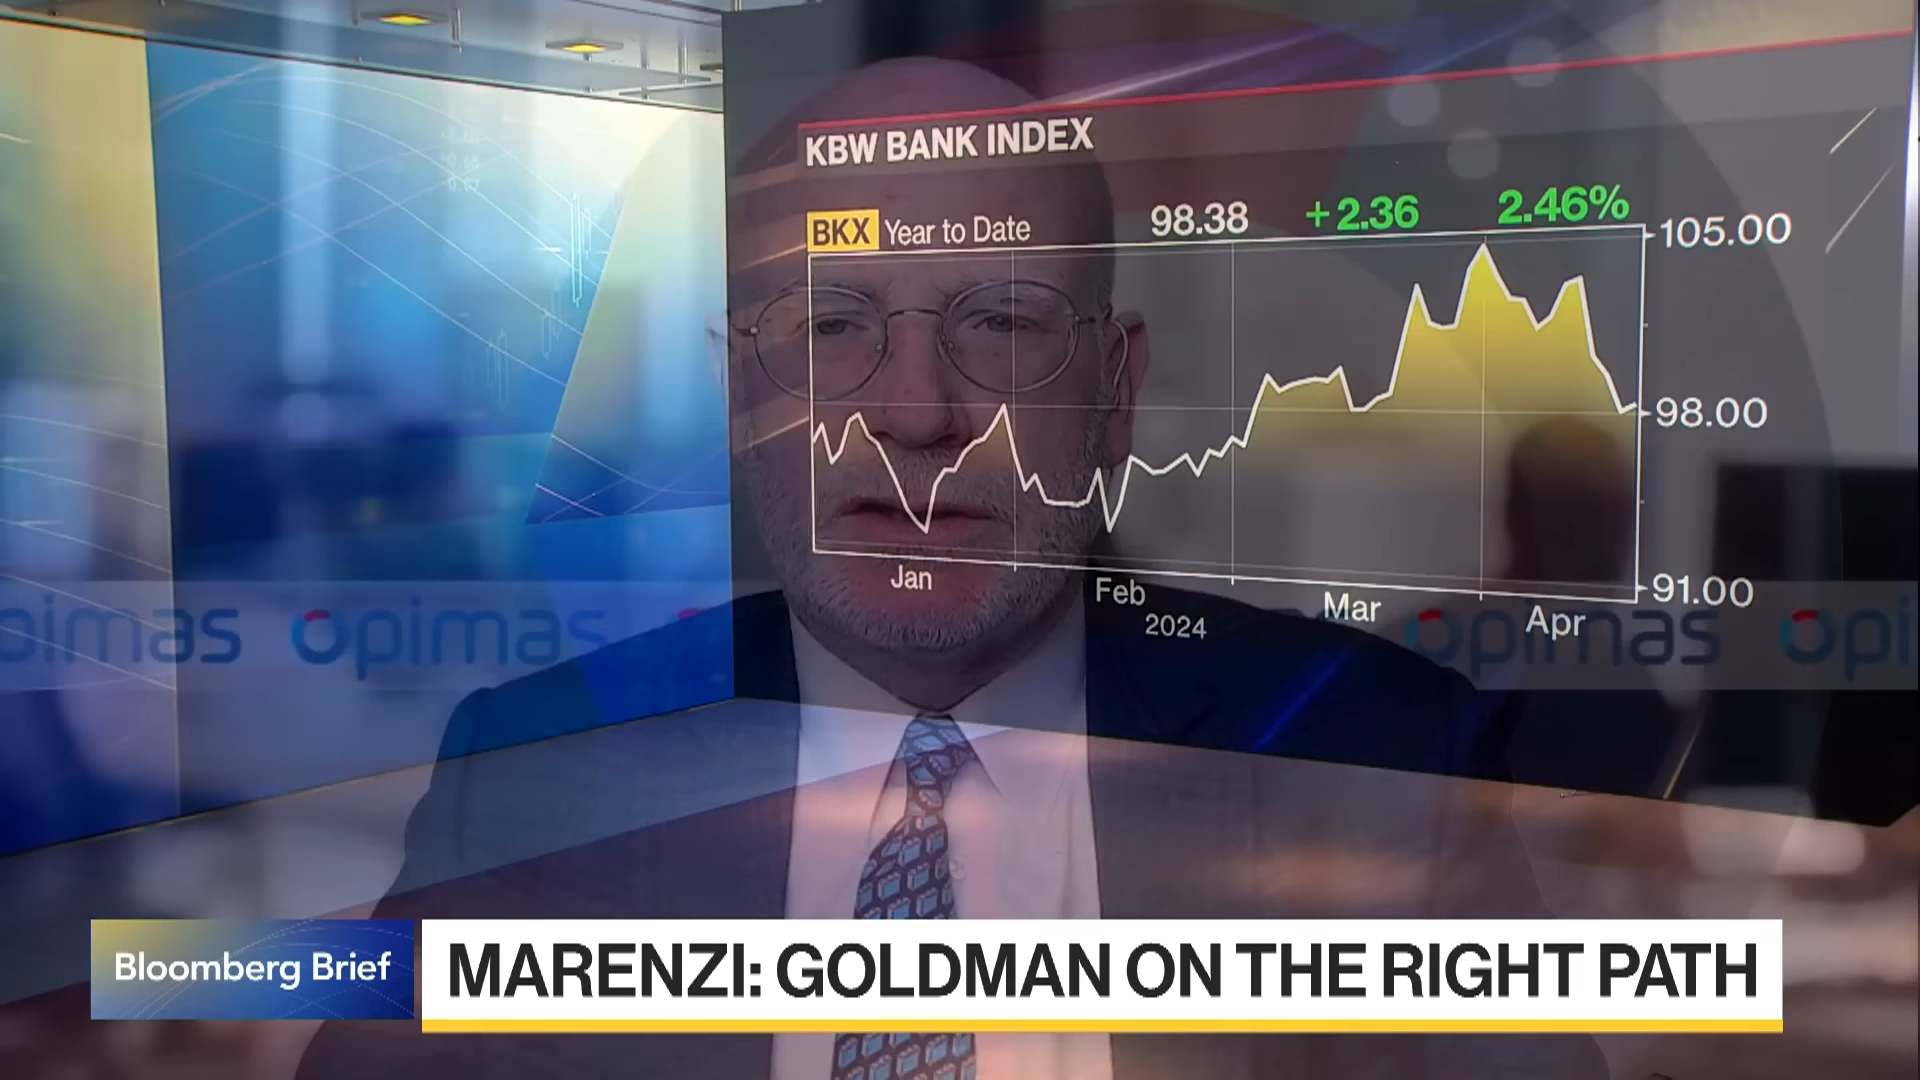 KBW BANK INDEX
BKX Year to Date 98.38 +2.36 2.46%
105.00
98.00
91.00
Jan Feb Mar Apr
2024
pimas opimas opimas opi
Bloomberg Brief
MARENZI: GOLDMAN ON THE RIGHT PATH